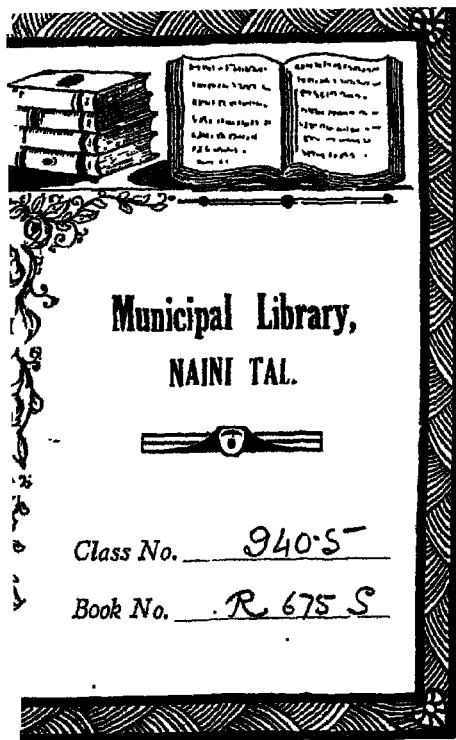 Municipal Library,
NAINI TAL.
Class No. 940.5
Book No. R 675 S